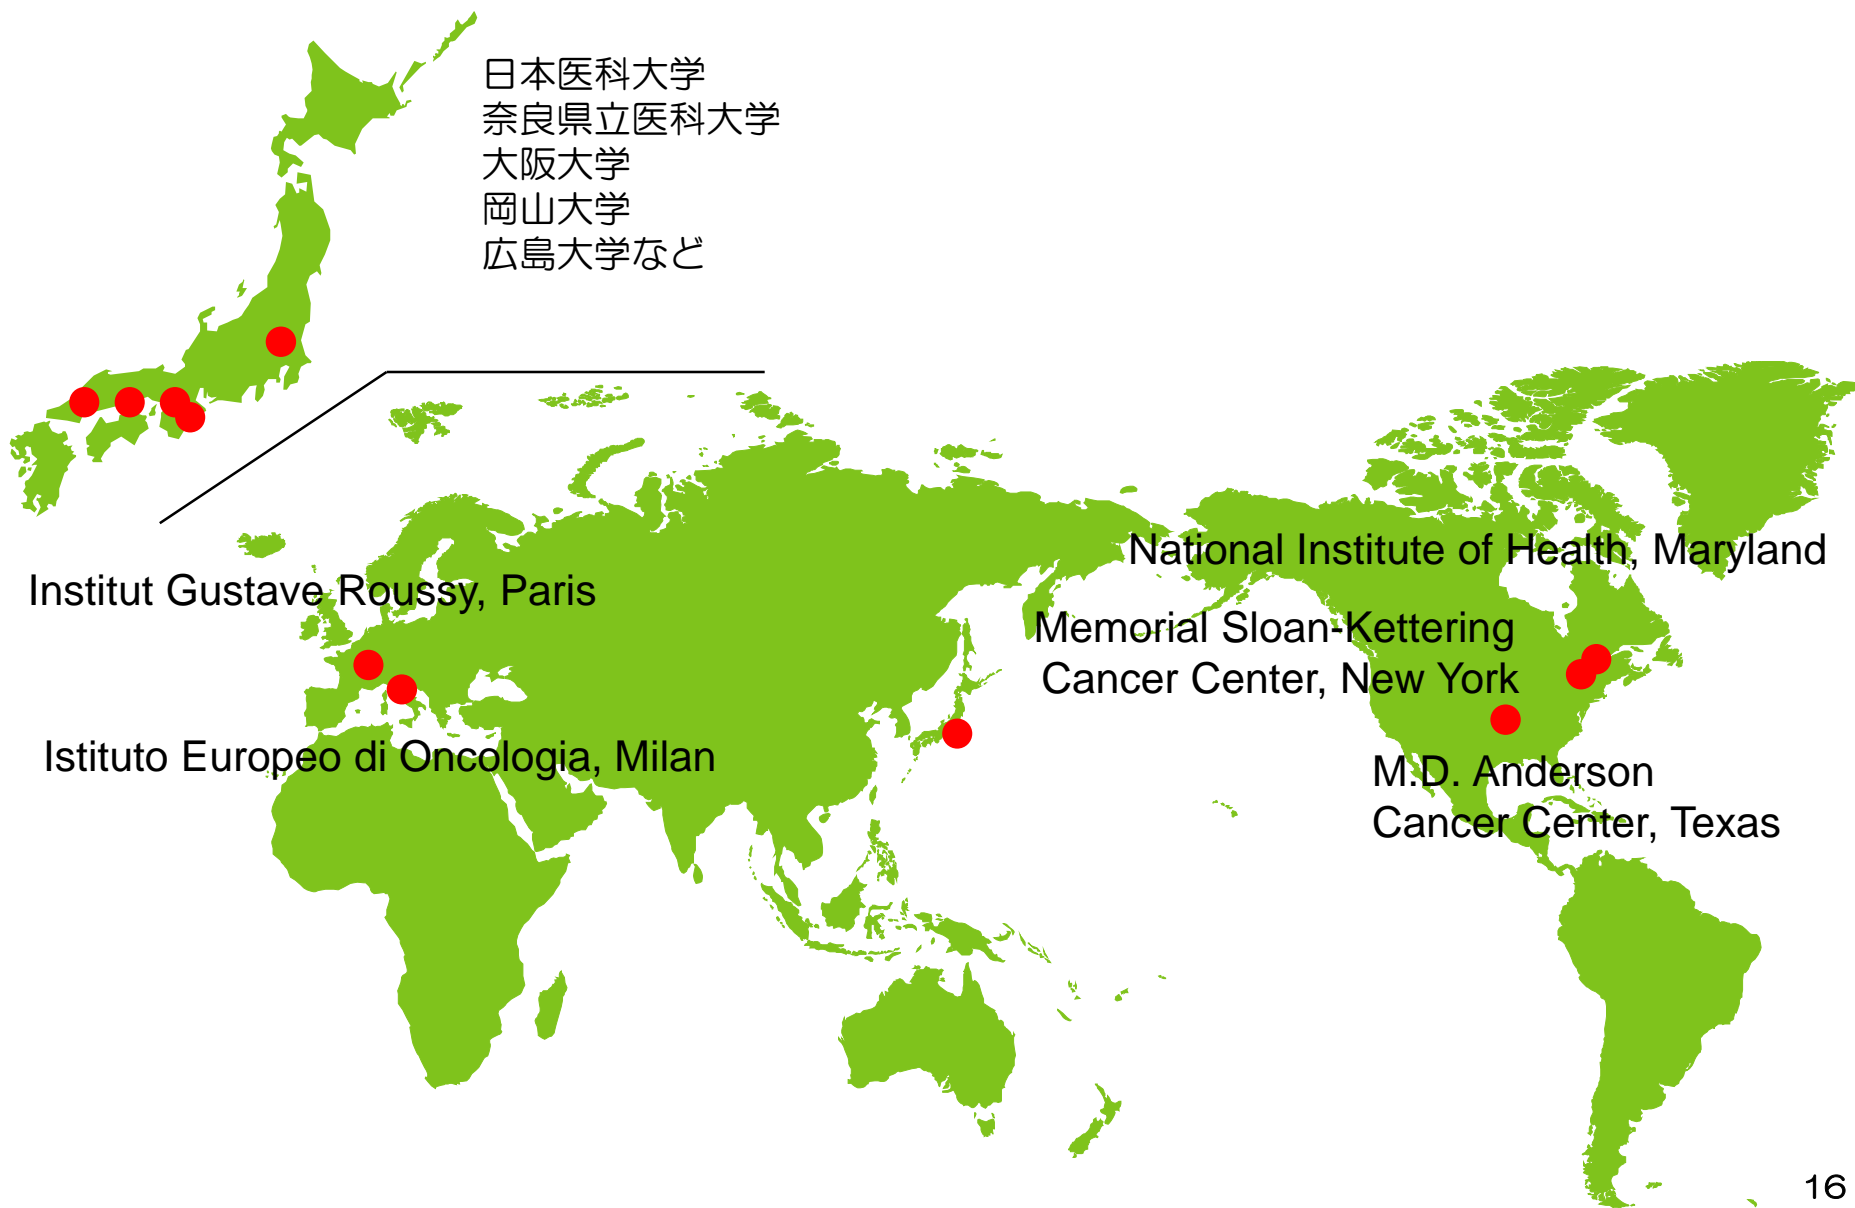 日本医科大学
奈良県立医科大学
大阪大学
岡山大学
広島大学など
National Institute of Health, Maryland
Institut Gustave Roussy, Paris
Memorial Sloan-Kettering
Cancer Center, New York
Istituto Europeo di Oncologia, Milan
M.D. Anderson
Cancer Center, Texas
16